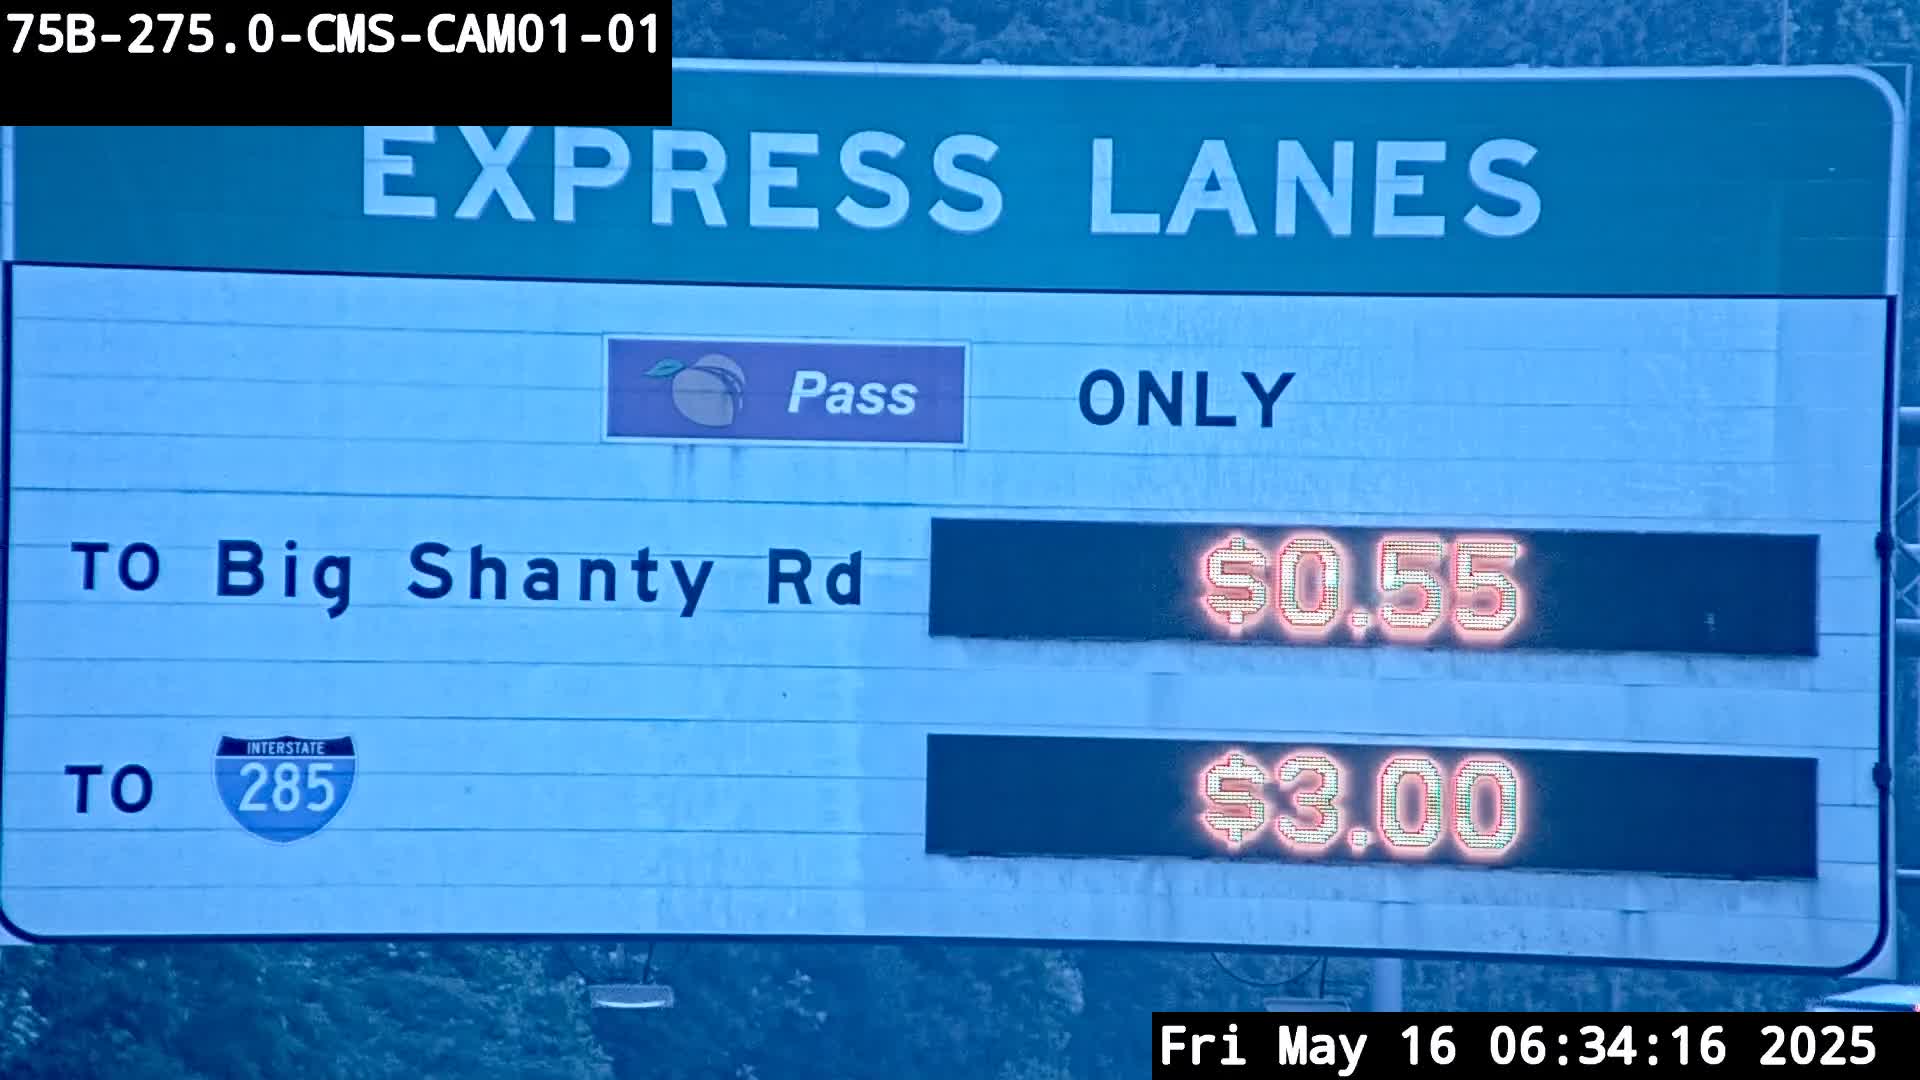 75B-275.0-CMS-CAM01-01
EXPRESS LANES
Pass ONLY
TO Big Shanty Rd $0.55
TO INTERSTATE 285 $3.00
Fri May 16 06:34:16 2025